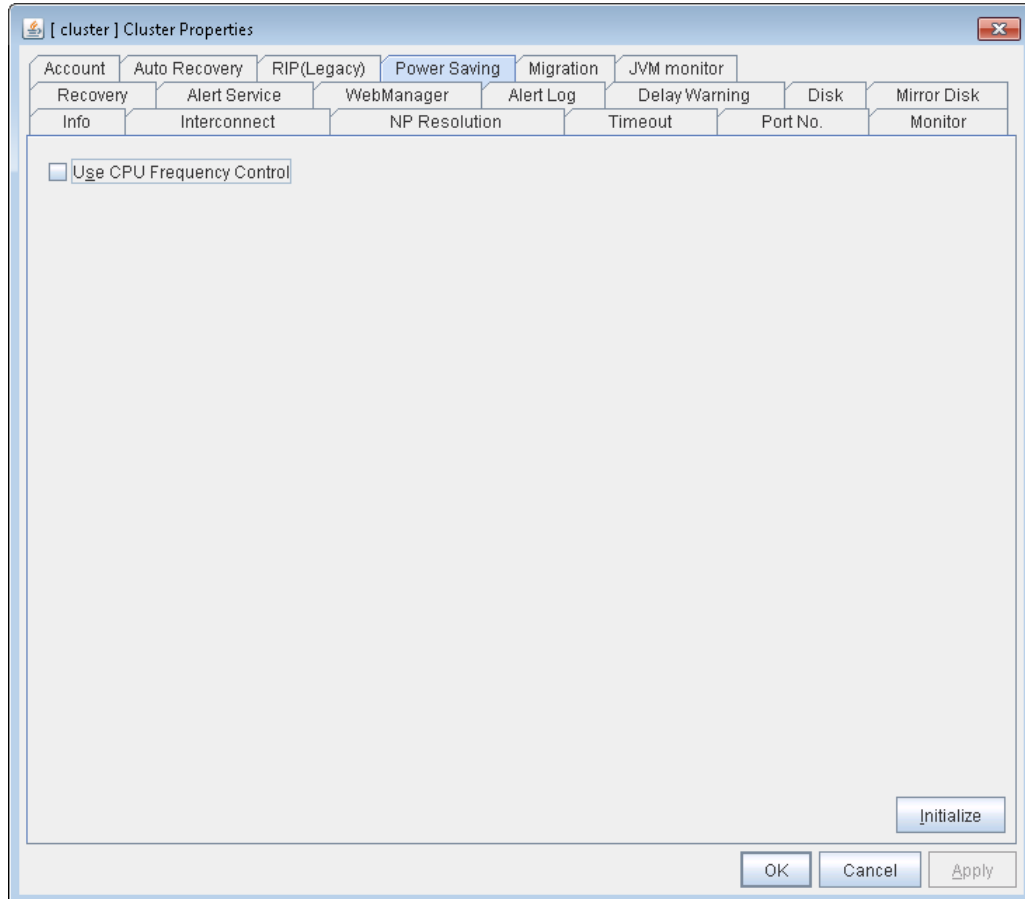 [ cluster ] Cluster Properties
Account Auto Recovery RIP(Legacy) Power Saving Migration JVM monitor
Recovery Alert Service WebManager Alert Log Delay Warning Disk Mirror Disk
Info Interconnect NP Resolution Timeout Port No. Monitor
Use CPU Frequency Control
Initialize
OK Cancel Apply